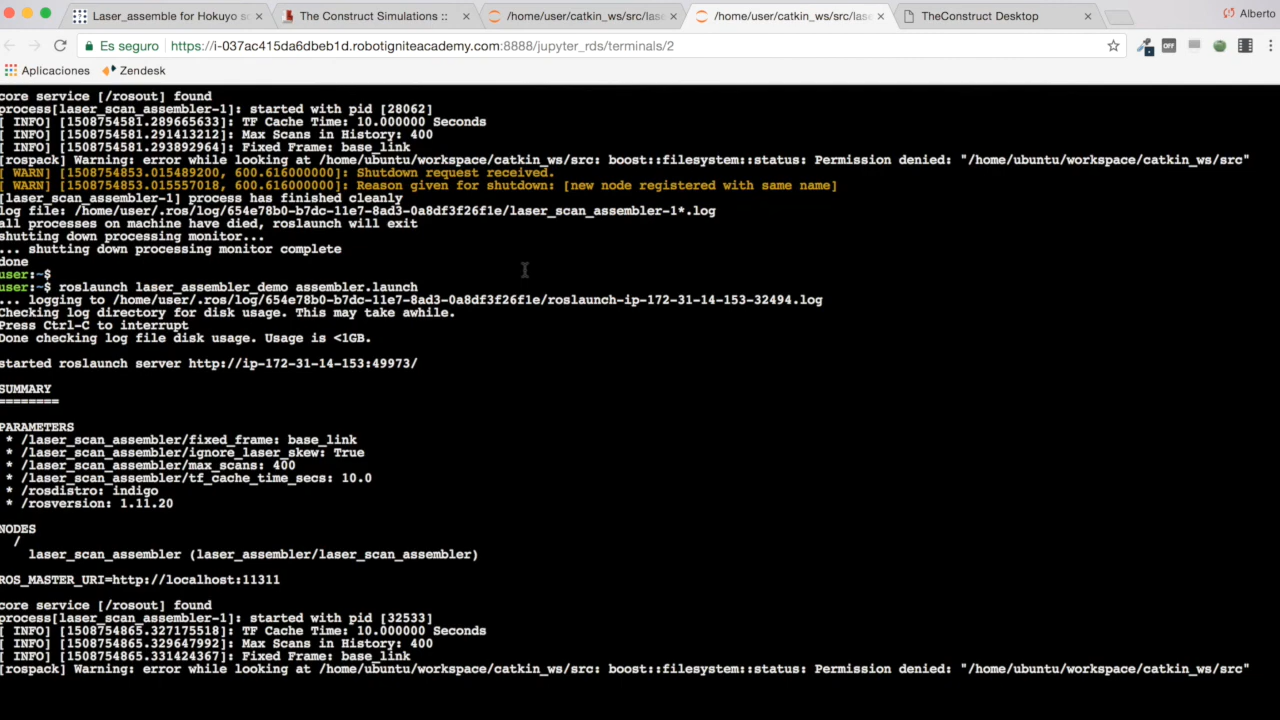 Laser_assemble for Hokuyo sc
The Construct Simulations ::
/home/user/catkin_ws/src/lase
/home/user/catkin_ws/src/lase
TheConstruct Desktop
Alberto
Es seguro
https://i-037ac415da6dbeb1d.robotigniteacademy.com:8888/jupyter_rds/terminals/2
OFF
Aplicaciones
Zendesk
core service [/rosout] found
process[laser_scan_assembler-1]: started with pid [28062]
[ INFO] [1508754581.289665633]: TF Cache Time: 10.000000 Seconds
[ INFO] [1508754581.291413212]: Max Scans in History: 400
[ INFO] [1508754581.293892964]: Fixed Frame: base_link
[rospack] Warning: error while looking at /home/ubuntu/workspace/catkin_ws/src: boost::filesystem::status: Permission denied: "/home/ubuntu/workspace/catkin_ws/src"
[ WARN] [1508754853.015489200, 600.616000000]: Shutdown request received.
[ WARN] [1508754853.015557018, 600.616000000]: Reason given for shutdown: [new node registered with same name]
[laser_scan_assembler-1] process has finished cleanly
log file: /home/user/.ros/log/654e78b0-b7dc-11e7-8ad3-0a8df3f26f1e/laser_scan_assembler-1*.log
all processes on machine have died, roslaunch will exit
shutting down processing monitor...
... shutting down processing monitor complete
done
user:~$
user:~$ roslaunch laser_assembler_demo assembler.launch
... logging to /home/user/.ros/log/654e78b0-b7dc-11e7-8ad3-0a8df3f26f1e/roslaunch-ip-172-31-14-153-32494.log
Checking log directory for disk usage. This may take awhile.
Press Ctrl-C to interrupt
Done checking log file disk usage. Usage is <1GB.
started roslaunch server http://ip-172-31-14-153:49973/
SUMMARY
========
PARAMETERS
* /laser_scan_assembler/fixed_frame: base_link
* /laser_scan_assembler/ignore_laser_skew: True
* /laser_scan_assembler/max_scans: 400
* /laser_scan_assembler/tf_cache_time_secs: 10.0
* /rosdistro: indigo
* /rosversion: 1.11.20
NODES
/
laser_scan_assembler (laser_assembler/laser_scan_assembler)
ROS_MASTER_URI=http://localhost:11311
core service [/rosout] found
process[laser_scan_assembler-1]: started with pid [32533]
[ INFO] [1508754865.327175518]: TF Cache Time: 10.000000 Seconds
[ INFO] [1508754865.329647992]: Max Scans in History: 400
[ INFO] [1508754865.331424367]: Fixed Frame: base_link
[rospack] Warning: error while looking at /home/ubuntu/workspace/catkin_ws/src: boost::filesystem::status: Permission denied: "/home/ubuntu/workspace/catkin_ws/src"